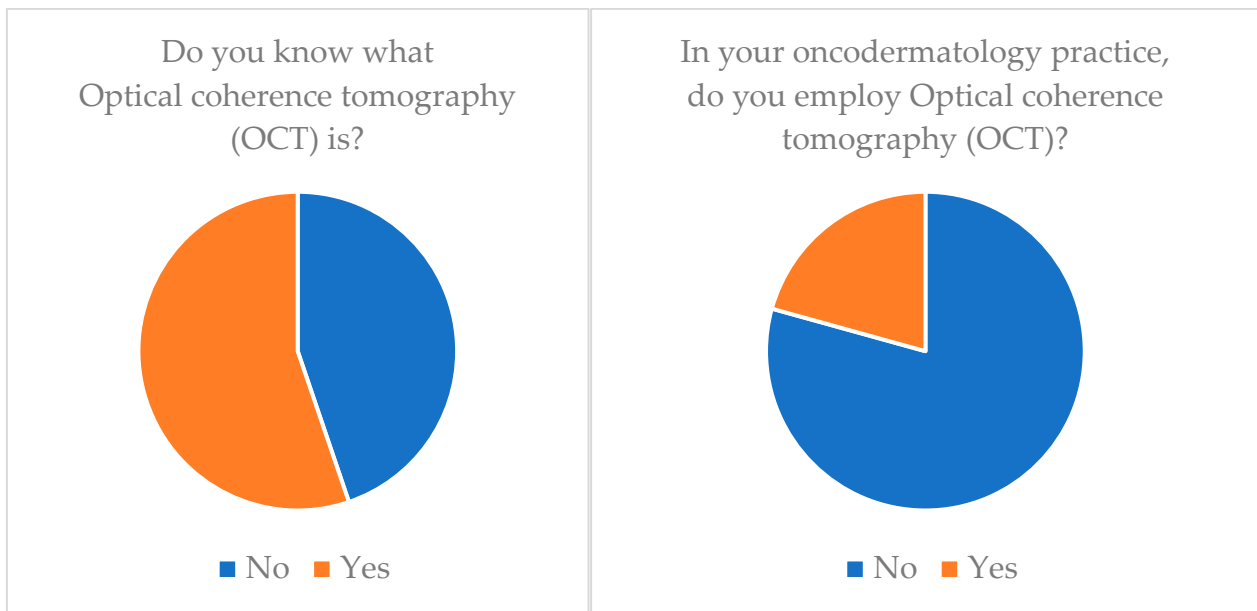 Do you know what
Optical coherence tomography
(OCT) is?
No Yes
In your oncodermatology practice,
do you employ Optical coherence
tomography (OCT)?
No Yes